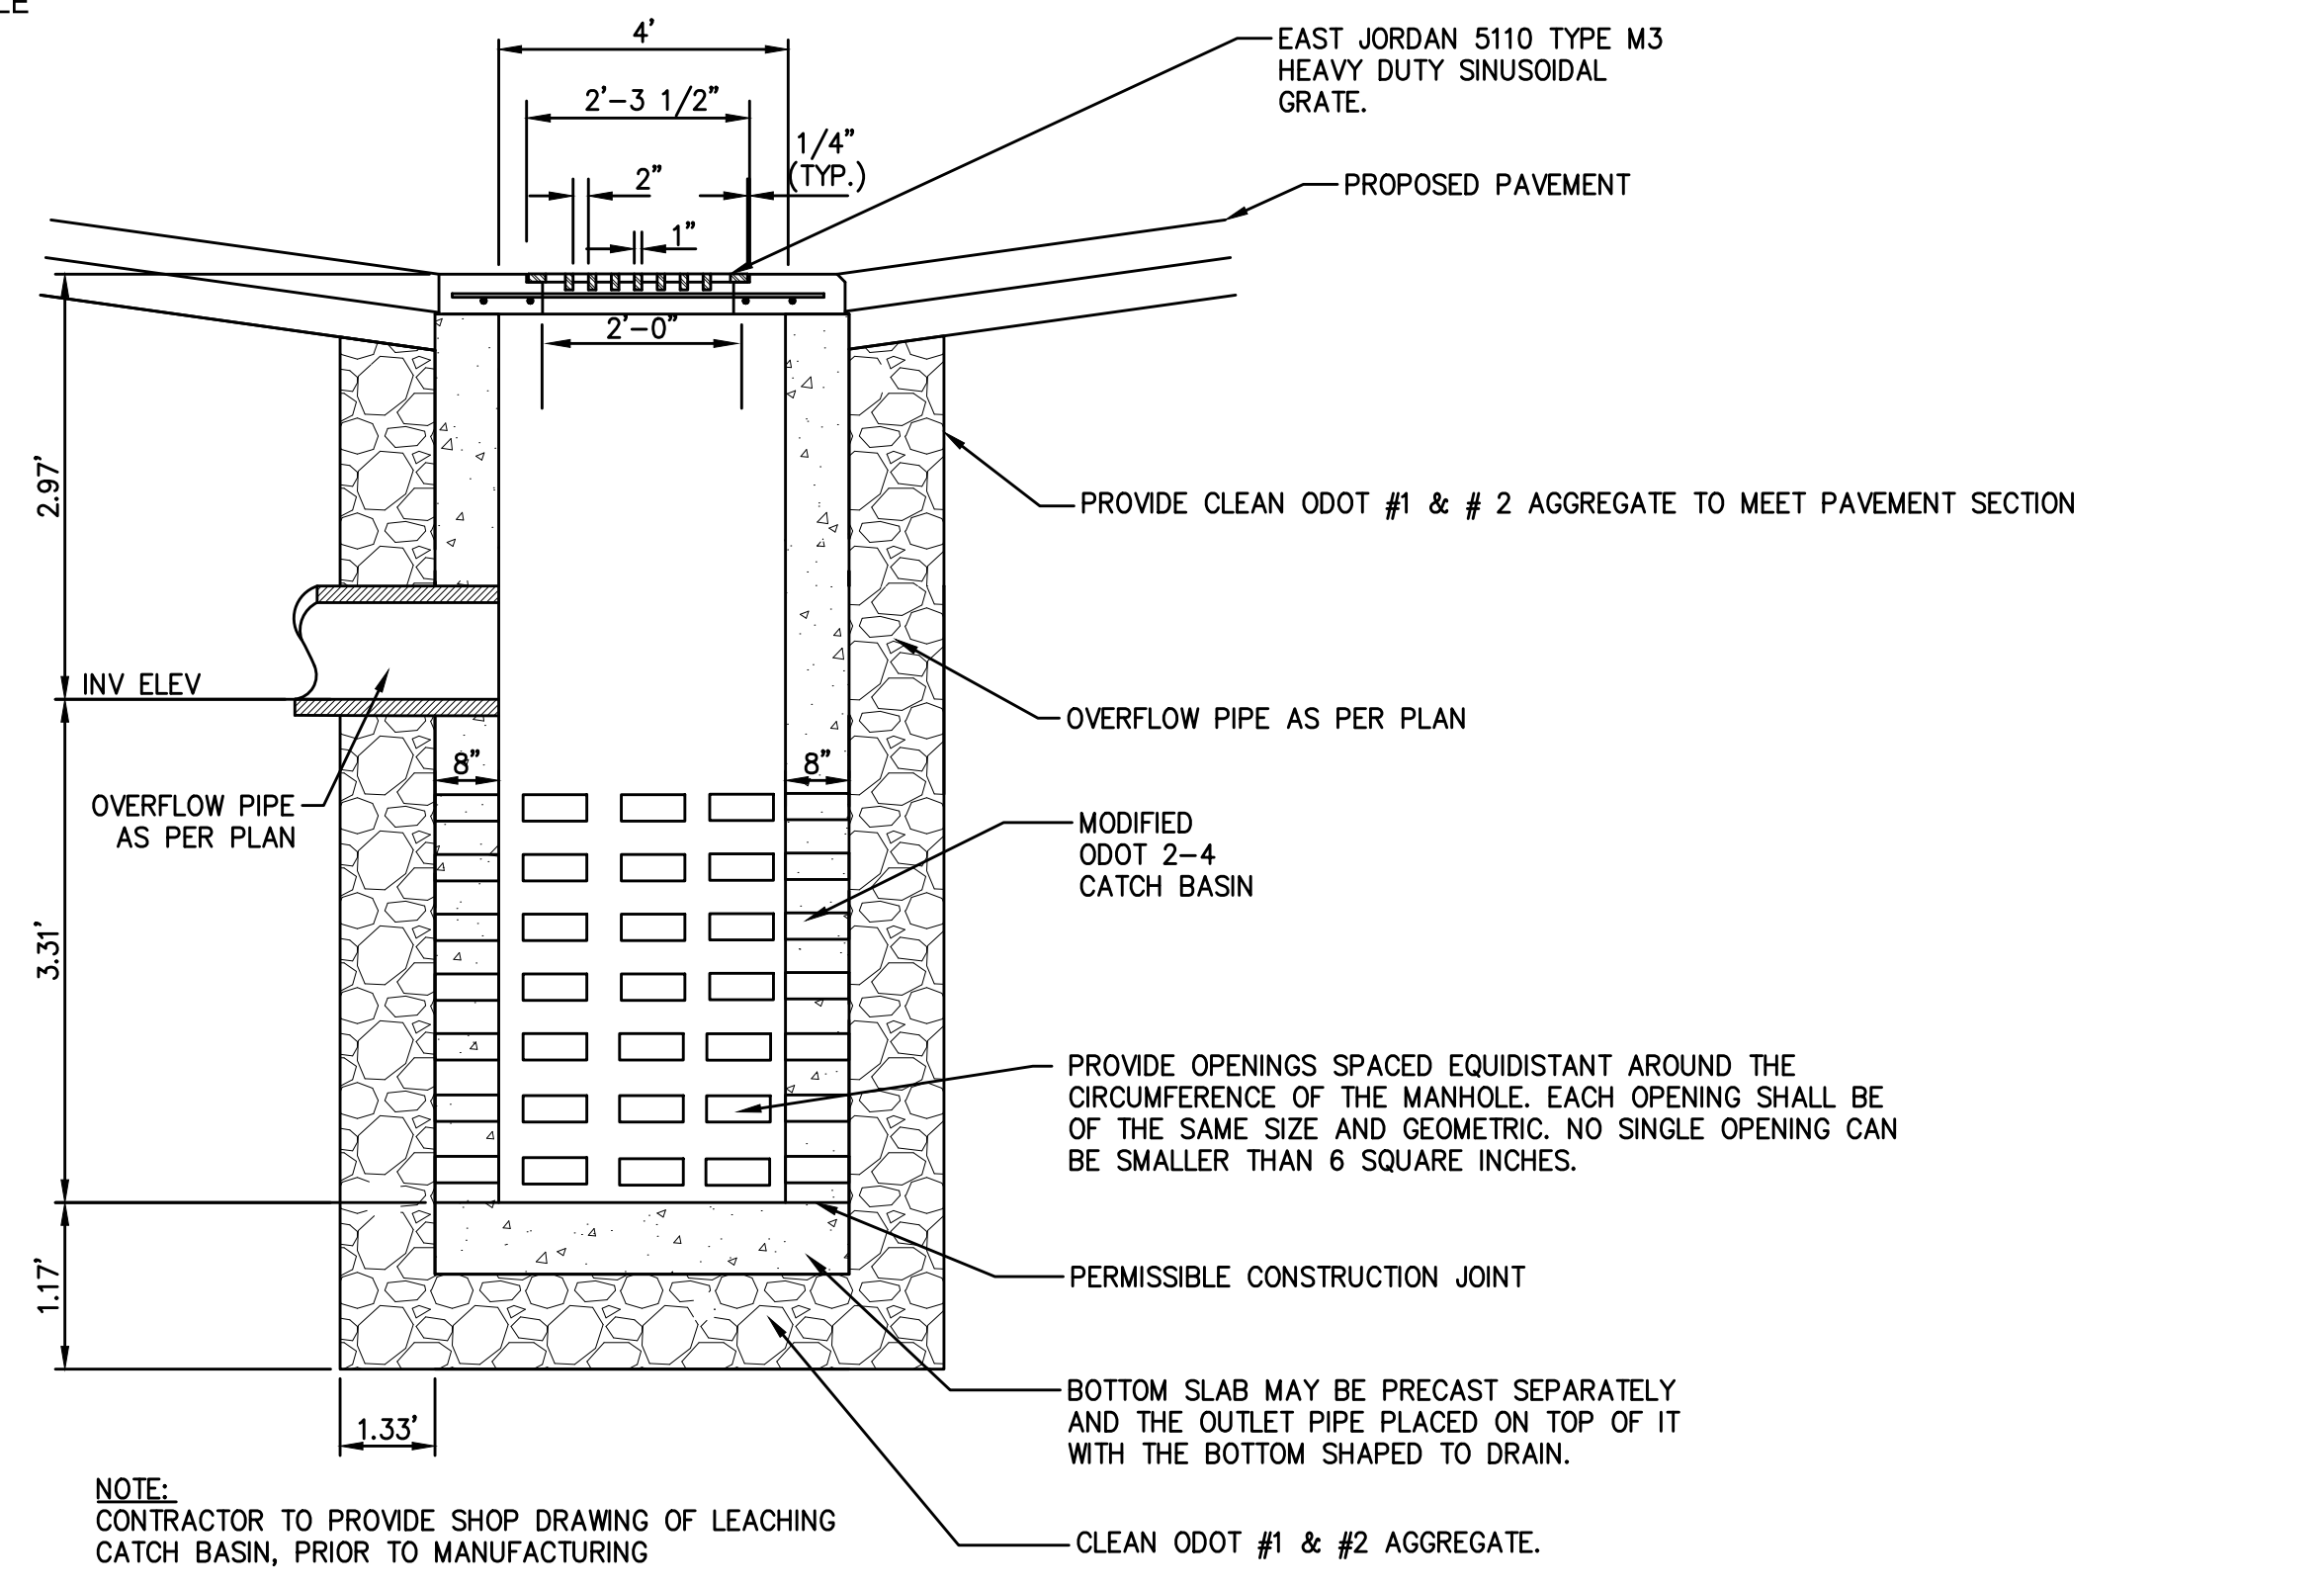 4'
2'-3 1/2"
1/4"
(TYP.)
2"
1"
EAST JORDAN 5110 TYPE M3
HEAVY DUTY SINUSOIDAL
GRATE.
PROPOSED PAVEMENT
2'-0"
2.97'
PROVIDE CLEAN ODOT #1 & # 2 AGGREGATE TO MEET PAVEMENT SECTION
INV ELEV
OVERFLOW PIPE AS PER PLAN
8"
8"
OVERFLOW PIPE
AS PER PLAN
MODIFIED
ODOT 2-4
CATCH BASIN
3.31'
PROVIDE OPENINGS SPACED EQUIDISTANT AROUND THE
CIRCUMFERENCE OF THE MANHOLE. EACH OPENING SHALL BE
OF THE SAME SIZE AND GEOMETRIC. NO SINGLE OPENING CAN
BE SMALLER THAN 6 SQUARE INCHES.
PERMISSIBLE CONSTRUCTION JOINT
1.17'
BOTTOM SLAB MAY BE PRECAST SEPARATELY
AND THE OUTLET PIPE PLACED ON TOP OF IT
WITH THE BOTTOM SHAPED TO DRAIN.
1.33'
CLEAN ODOT #1 & #2 AGGREGATE.
NOTE:
CONTRACTOR TO PROVIDE SHOP DRAWING OF LEACHING
CATCH BASIN, PRIOR TO MANUFACTURING